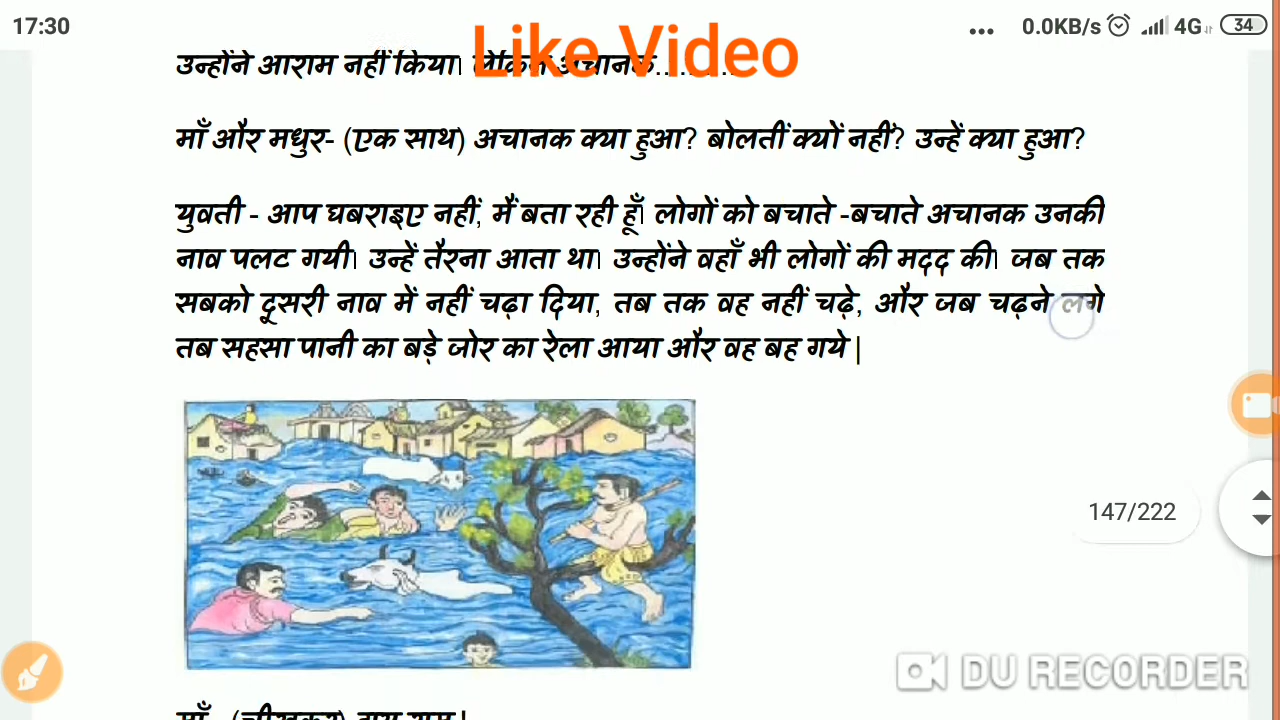 17:30
... 0.0KB/s 4G 34
Like Video
उन्होंने आराम नहीं किया। लेकिन अचानक.........
माँ और मधुर- (एक साथ) अचानक क्या हुआ? बोलतीं क्यों नहीं? उन्हें क्या हुआ?
युवती - आप घबराइए नहीं, मैं बता रही हूँ। लोगों को बचाते -बचाते अचानक उनकी
नाव पलट गयी। उन्हें तैरना आता था। उन्होंने वहाँ भी लोगों की मदद की। जब तक
सबको दूसरी नाव में नहीं चढ़ा दिया, तब तक वह नहीं चढ़े, और जब चढ़ने लगे
तब सहसा पानी का बड़े जोर का रेला आया और वह बह गये |
147/222
DU RECORDER
माँ - (चीखकर) हाय राम |